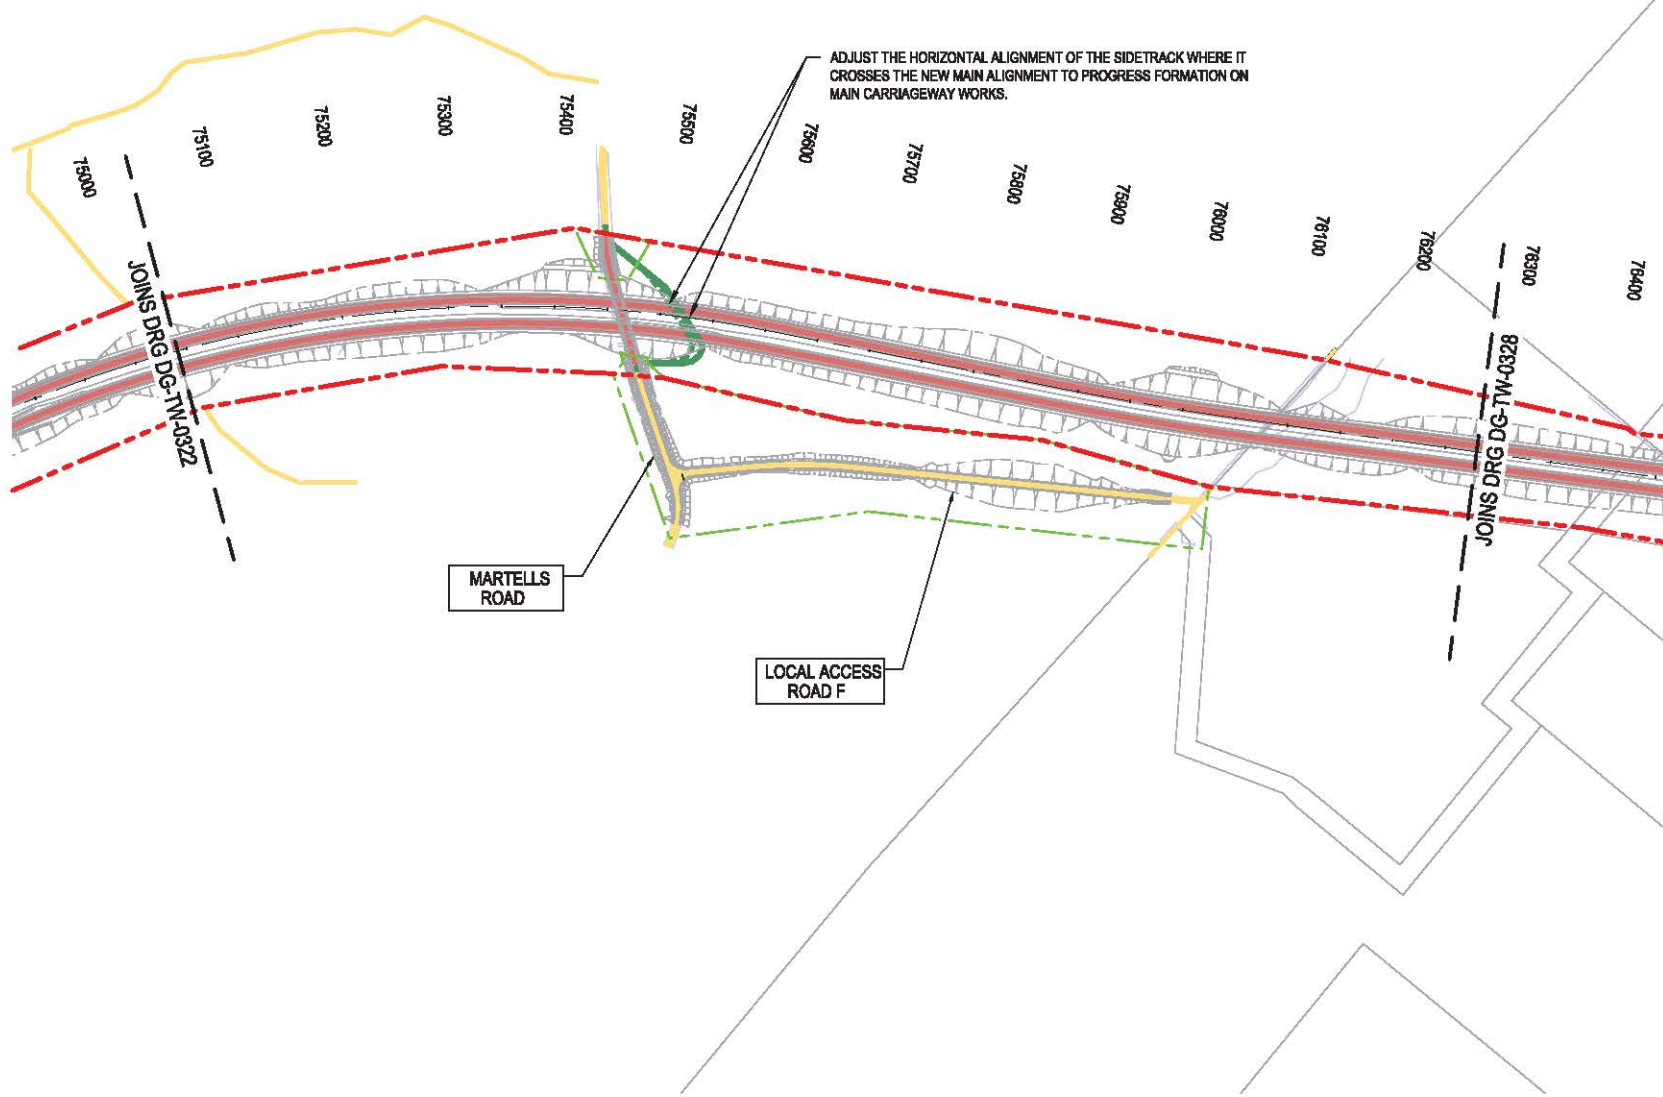 ADJUST THE HORIZONTAL ALIGNMENT OF THE SIDETRACK WHERE IT
CROSSES THE NEW MAIN ALIGNMENT TO PROGRESS FORMATION ON
MAIN CARRIAGEWAY WORKS.
75000
75100
75200
75300
75400
75500
75600
75700
75800
75900
76000
76100
76200
76300
76400
JOINS DRG DG-TW-0322
JOINS DRG DG-TW-0328
MARTELLS
ROAD
LOCAL ACCESS
ROAD F